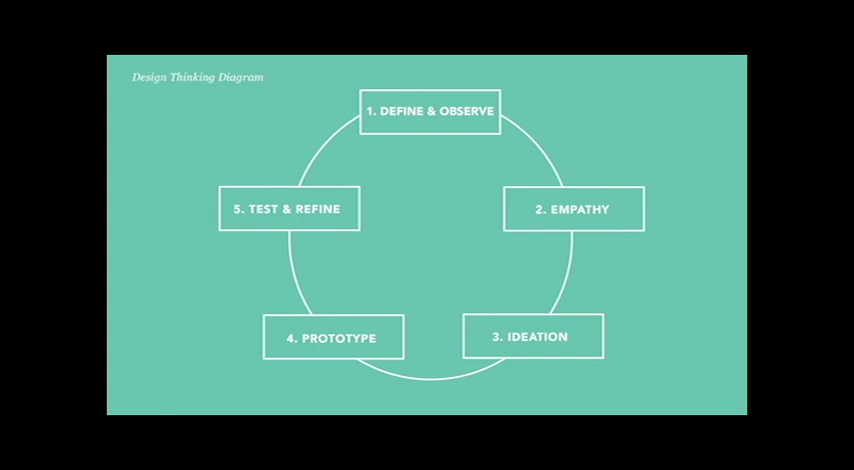 Design Thinking Diagram
1. DEFINE & OBSERVE
2. EMPATHY
3. IDEATION
4. PROTOTYPE
5. TEST & REFINE